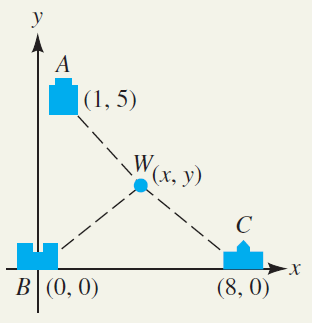 y
A
(1, 5)
W
(x, y)
C
x
B (0, 0)
(8, 0)